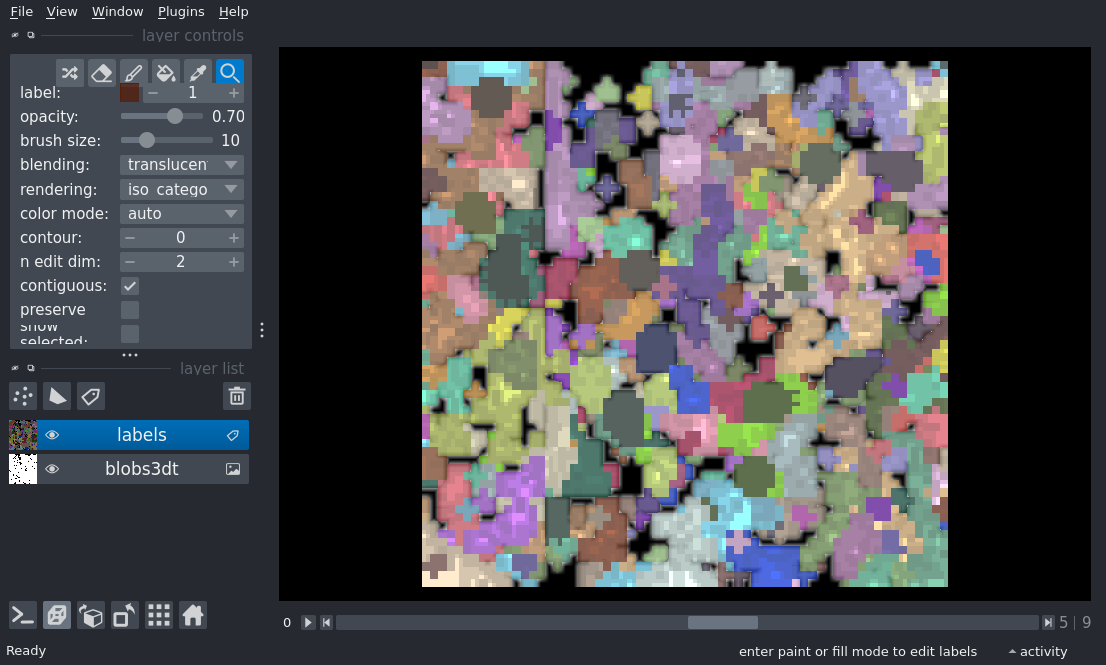 File View Window Plugins Help
layer controls
label: − 1 +
opacity: 0.70
brush size: 10
blending: translucen
rendering: iso_catego
color mode: auto
contour: − 0 +
n edit dim: − 2 +
contiguous:
preserve
show
selected:
layer list
labels
blobs3dt
0 5 | 9
Ready enter paint or fill mode to edit labels activity